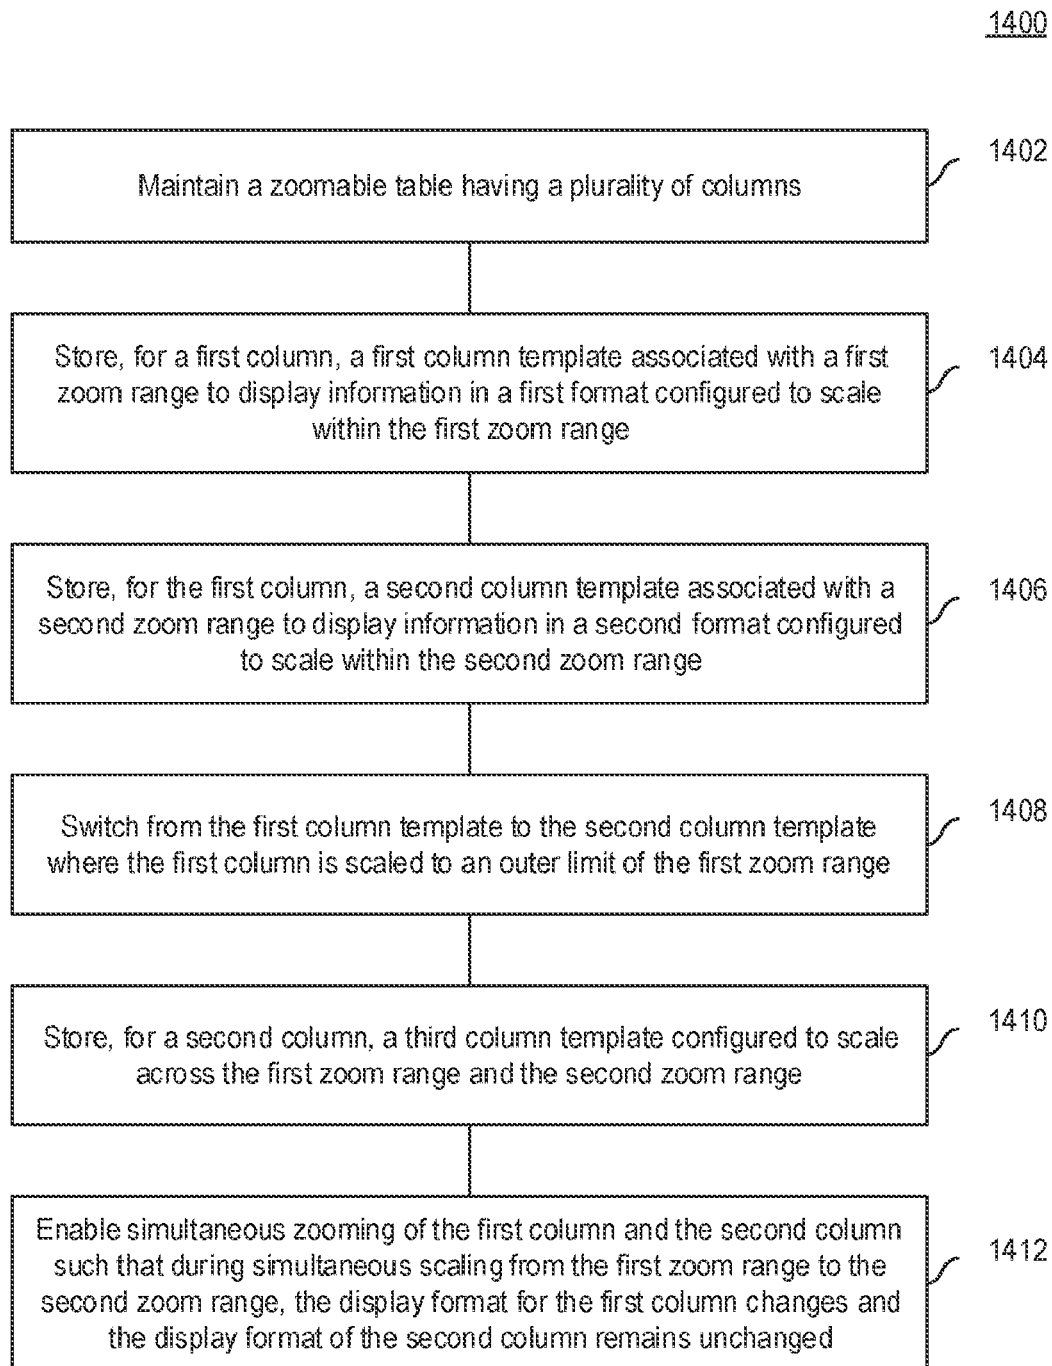 1400
Maintain a zoomable table having a plurality of columns
1402
Store, for a first column, a first column template associated with a first
zoom range to display information in a first format configured to scale
within the first zoom range
1404
Store, for the first column, a second column template associated with a
second zoom range to display information in a second format configured
to scale within the second zoom range
1406
Switch from the first column template to the second column template
where the first column is scaled to an outer limit of the first zoom range
1408
Store, for a second column, a third column template configured to scale
across the first zoom range and the second zoom range
1410
Enable simultaneous zooming of the first column and the second column
such that during simultaneous scaling from the first zoom range to the
second zoom range, the display format for the first column changes and
the display format of the second column remains unchanged
1412